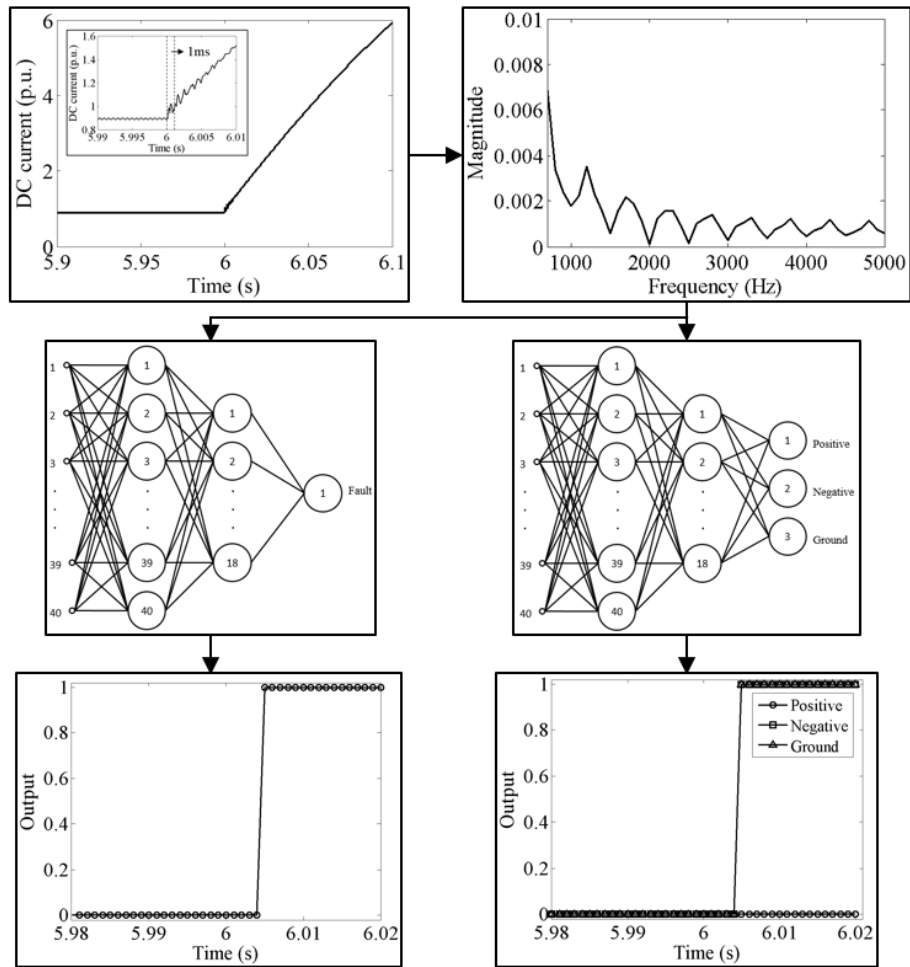 DC current (p.u.)
6
4
2
0
5.9 5.95 6 6.05 6.1
Time (s)
DC current (p.u.)
1.6
1.4
1.2
1
0.8
1ms
5.99 5.995 6 6.005 6.01
Time (s)
Magnitude
0.01
0.008
0.006
0.004
0.002
0
1000 2000 3000 4000 5000
Frequency (Hz)
1 1
2 2 1
3 3 2 1 Fault
39 39 18
40 40
1 1
2 2 1 1 Positive
3 3 2 2 Negative
3 Ground
39 39 18
40 40
Output
1
0.8
0.6
0.4
0.2
0
5.98 5.99 6 6.01 6.02
Time (s)
Output
1
0.8
0.6
0.4
0.2
0
Positive
Negative
Ground
5.98 5.99 6 6.01 6.02
Time (s)